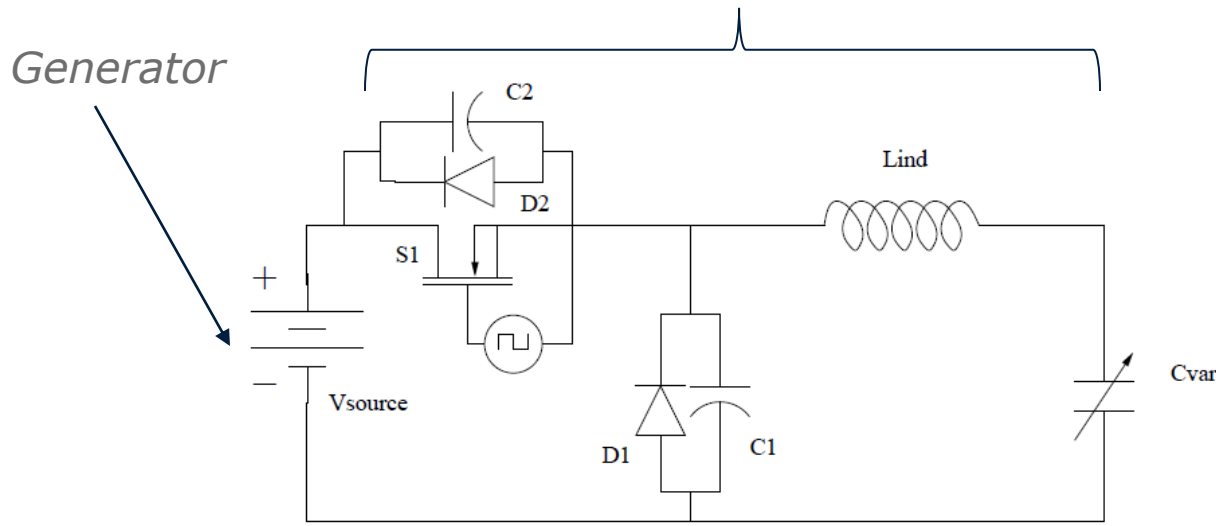 Generator
C2
Lind
D2
S1
+
−
Vsource
Cvar
D1
C1